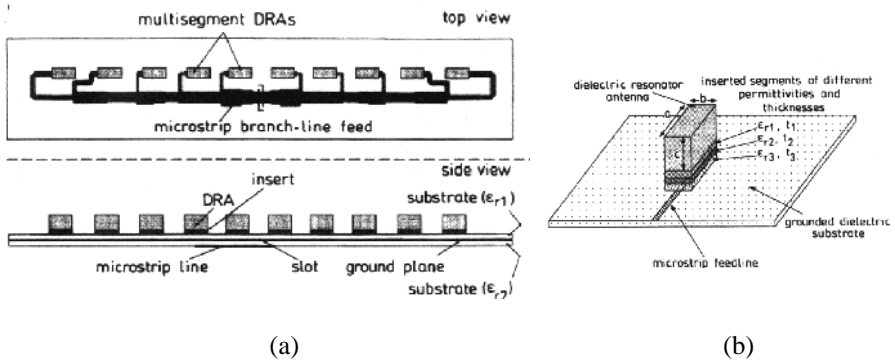 multisegment DRAs
top view
microstrip branch-line feed
side view
DRA
insert
substrate (εr1)
microstrip line
slot
ground plane
substrate (εr2)
(a)
dielectric resonator
antenna
inserted segments of different
permittivities and
thicknesses
b
a
c
εr1, t1
εr2, t2
εr3, t3
grounded dielectric
substrate
microstrip feedline
(b)